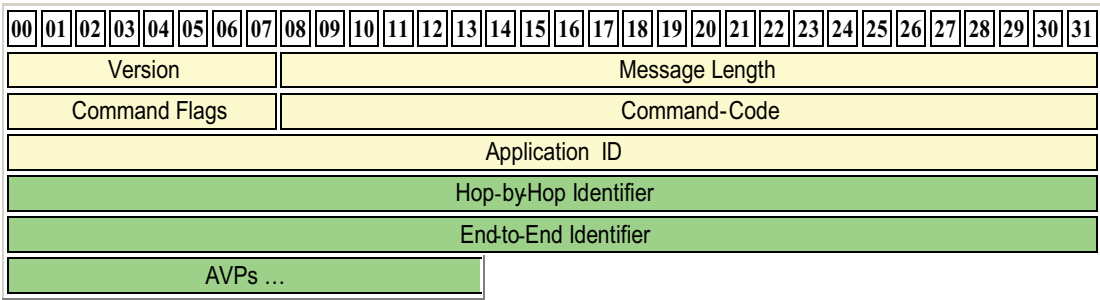 00 01 02 03 04 05 06 07 08 09 10 11 12 13 14 15 16 17 18 19 20 21 22 23 24 25 26 27 28 29 30 31
Version Message Length
Command Flags Command-Code
Application ID
Hop-by-Hop Identifier
End-to-End Identifier
AVPs …